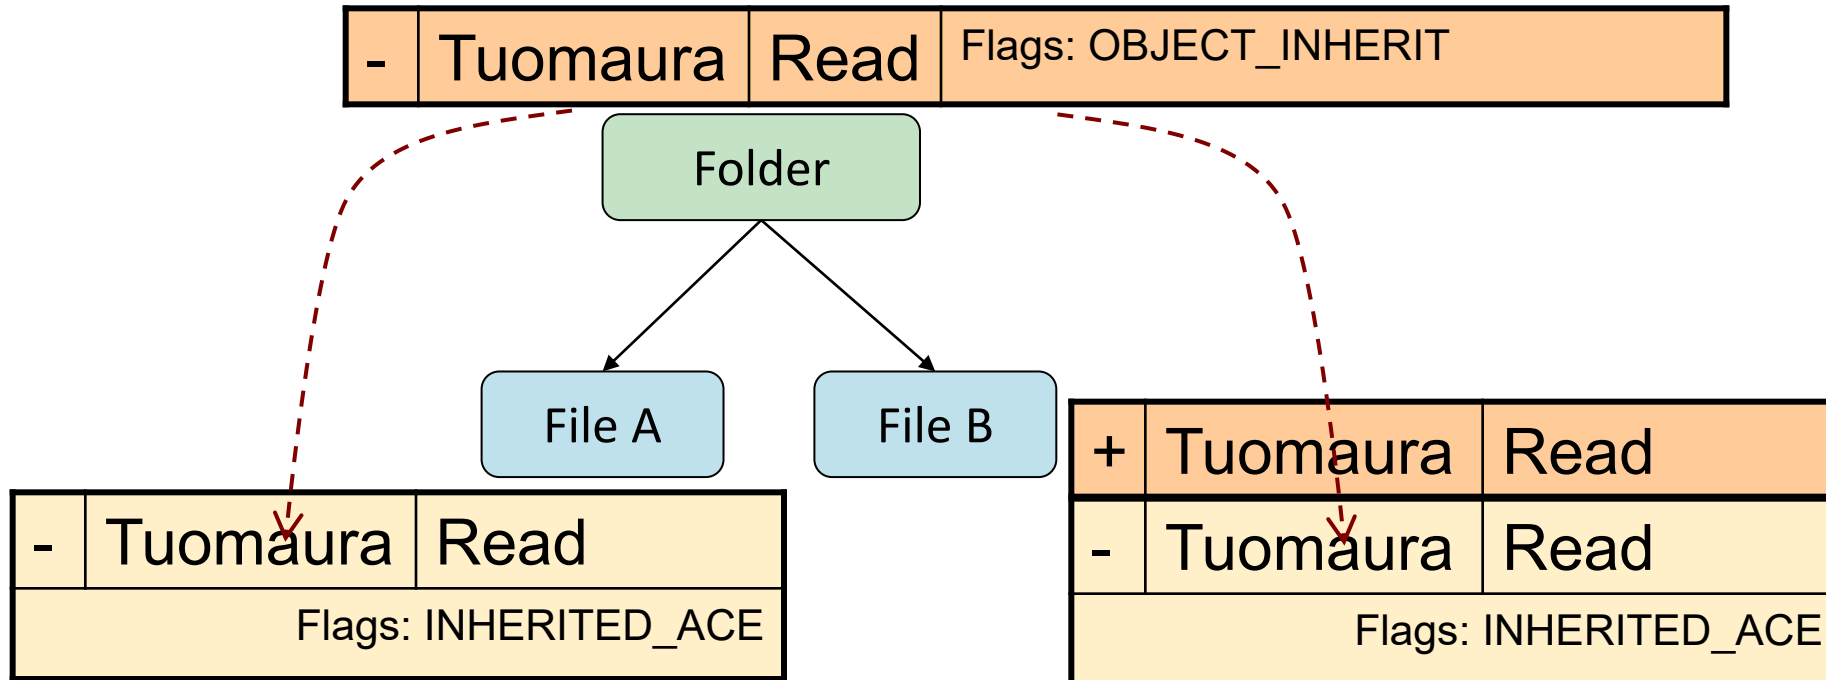 - Tuomaura Read Flags: OBJECT_INHERIT
Folder
File A File B
- Tuomaura Read
Flags: INHERITED_ACE
+ Tuomaura Read
- Tuomaura Read
Flags: INHERITED_ACE